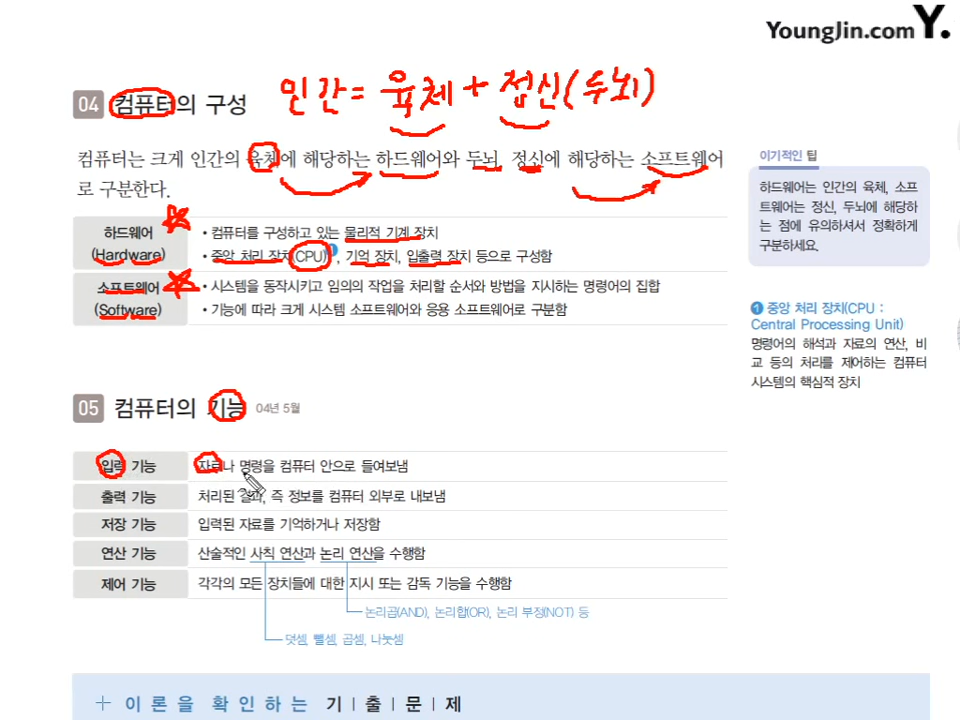 YoungJin.com Y.
인간 = 육체 + 정신(두뇌)
04 컴퓨터의 구성
컴퓨터는 크게 인간의 육체에 해당하는 하드웨어와 두뇌, 정신에 해당하는 소프트웨어
로 구분한다.
하드웨어
(Hardware)
• 컴퓨터를 구성하고 있는 물리적 기계 장치
• 중앙 처리 장치(CPU)❶, 기억 장치, 입출력 장치 등으로 구성함
소프트웨어
(Software)
• 시스템을 동작시키고 임의의 작업을 처리할 순서와 방법을 지시하는 명령어의 집합
• 기능에 따라 크게 시스템 소프트웨어와 응용 소프트웨어로 구분함
이기적인 팁
하드웨어는 인간의 육체, 소프
트웨어는 정신, 두뇌에 해당하
는 점에 유의하셔서 정확하게
구분하세요.
❶ 중앙 처리 장치(CPU :
Central Processing Unit)
명령어의 해석과 자료의 연산, 비
교 등의 처리를 제어하는 컴퓨터
시스템의 핵심적 장치
05 컴퓨터의 기능 04년 5월
입력 기능 자료나 명령을 컴퓨터 안으로 들여보냄
출력 기능 처리된 결과, 즉 정보를 컴퓨터 외부로 내보냄
저장 기능 입력된 자료를 기억하거나 저장함
연산 기능 산술적인 사칙 연산과 논리 연산을 수행함
제어 기능 각각의 모든 장치들에 대한 지시 또는 감독 기능을 수행함
논리곱(AND), 논리합(OR), 논리 부정(NOT) 등
덧셈, 뺄셈, 곱셈, 나눗셈
+ 이론을 확인하는 기|출|문|제